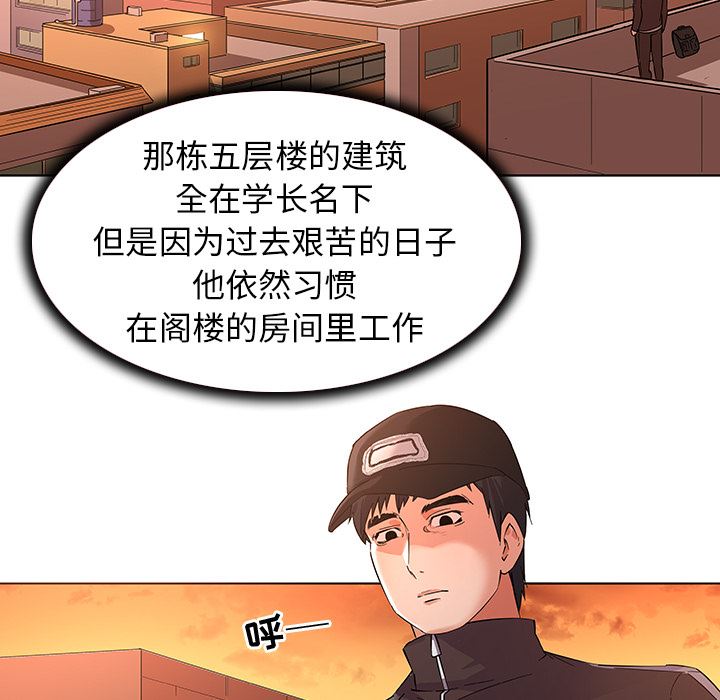 那栋五层楼的建筑
全在学长名下
但是因为过去艰苦的日子
他依然习惯
在阁楼的房间里工作
呼—